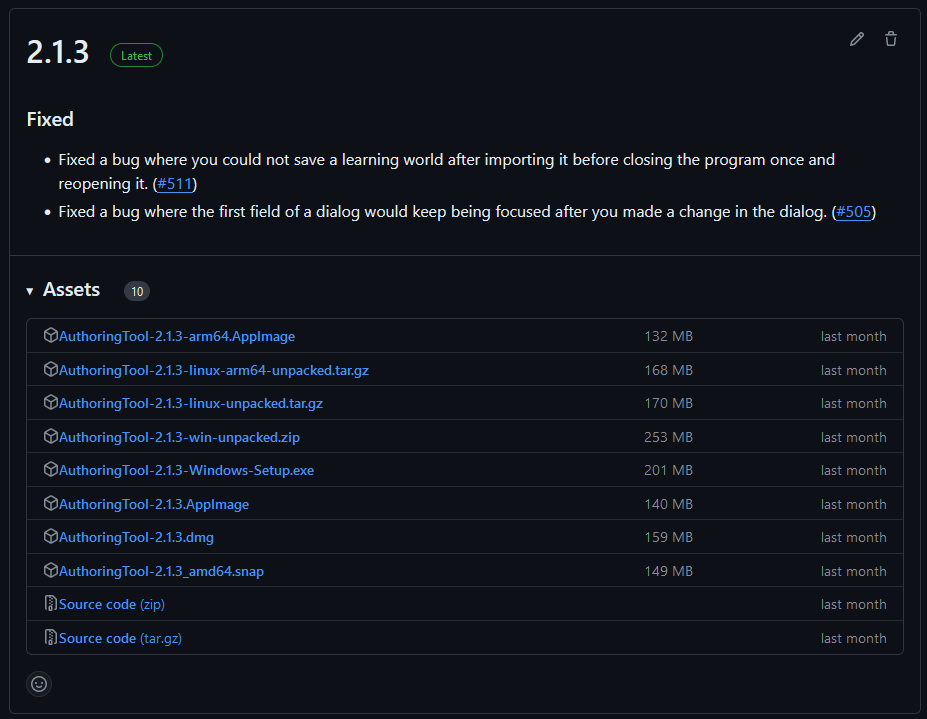 2.1.3 Latest
Fixed
• Fixed a bug where you could not save a learning world after importing it before closing the program once and
reopening it. (#511)
• Fixed a bug where the first field of a dialog would keep being focused after you made a change in the dialog. (#505)
Assets 10
AuthoringTool-2.1.3-arm64.AppImage 132 MB last month
AuthoringTool-2.1.3-linux-arm64-unpacked.tar.gz 168 MB last month
AuthoringTool-2.1.3-linux-unpacked.tar.gz 170 MB last month
AuthoringTool-2.1.3-win-unpacked.zip 253 MB last month
AuthoringTool-2.1.3-Windows-Setup.exe 201 MB last month
AuthoringTool-2.1.3.AppImage 140 MB last month
AuthoringTool-2.1.3.dmg 159 MB last month
AuthoringTool-2.1.3_amd64.snap 149 MB last month
Source code (zip) last month
Source code (tar.gz) last month